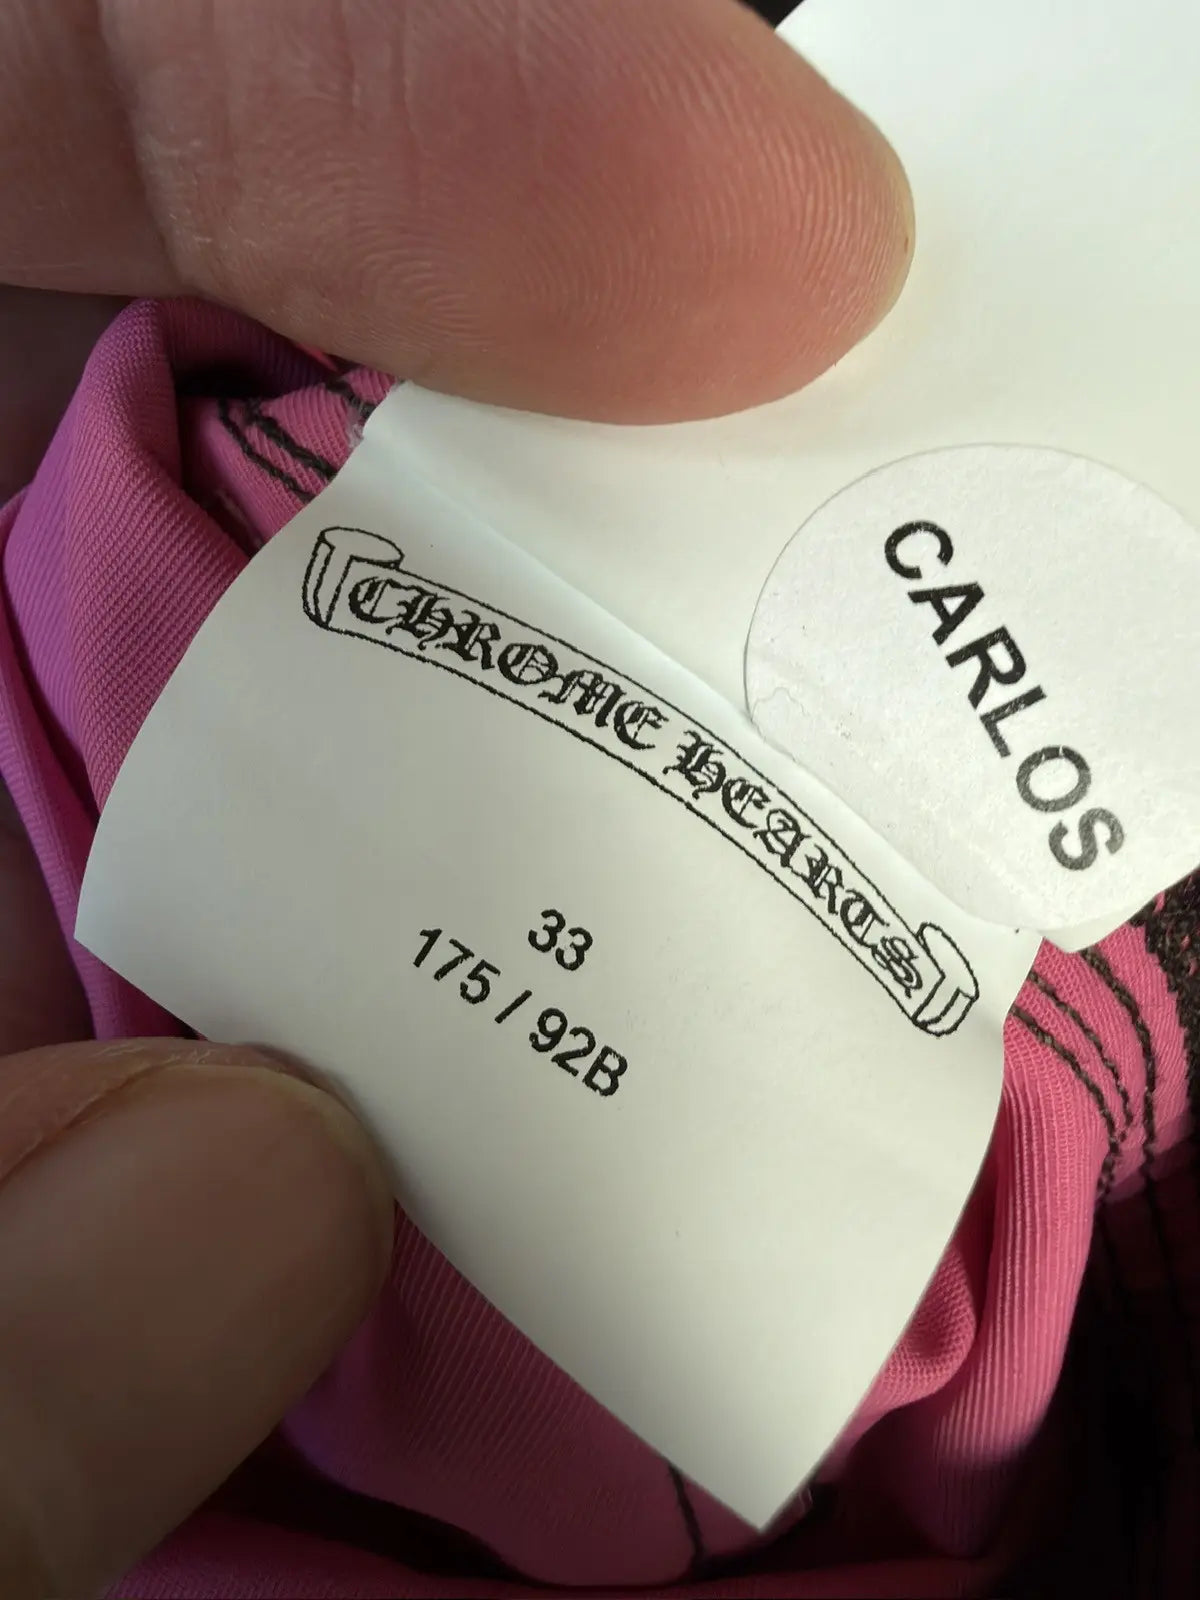 CHROME HEARTS
33
175 / 92B
CARLOS